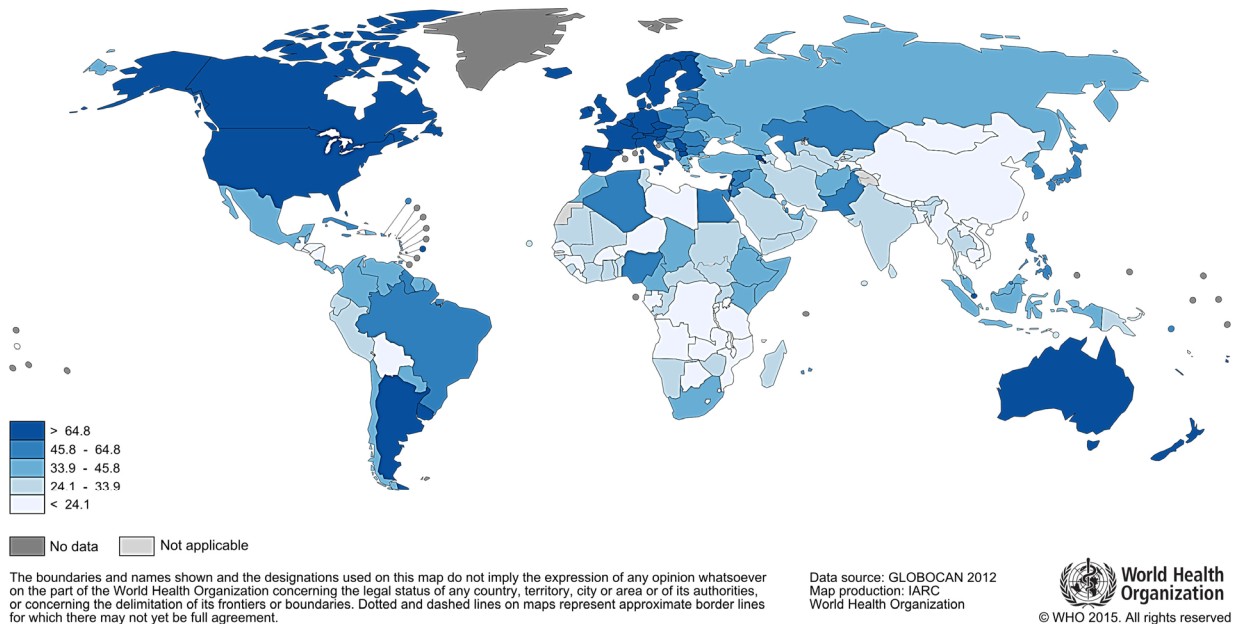 > 64.8
45.8 - 64.8
33.9 - 45.8
24.1 - 33.9
< 24.1
No data
Not applicable
The boundaries and names shown and the designations used on this map do not imply the expression of any opinion whatsoever
on the part of the World Health Organization concerning the legal status of any country, territory, city or area or of its authorities,
or concerning the delimitation of its frontiers or boundaries. Dotted and dashed lines on maps represent approximate border lines
for which there may not yet be full agreement.
Data source: GLOBOCAN 2012
Map production: IARC
World Health Organization
World Health
Organization
© WHO 2015. All rights reserved